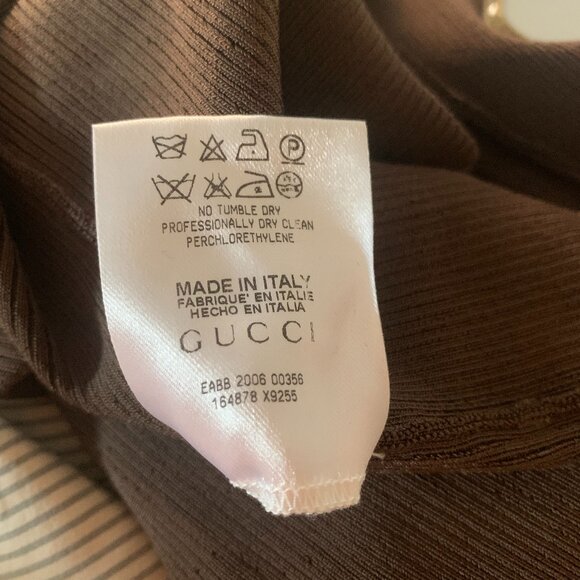 P
NO TUMBLE DRY
PROFESSIONALLY DRY CLEAN
PERCHLORETHYLENE
MADE IN ITALY
FABRIQUE' EN ITALIE
HECHO EN ITALIA
GUCCI
EABB 2006 00356
164878 X9255